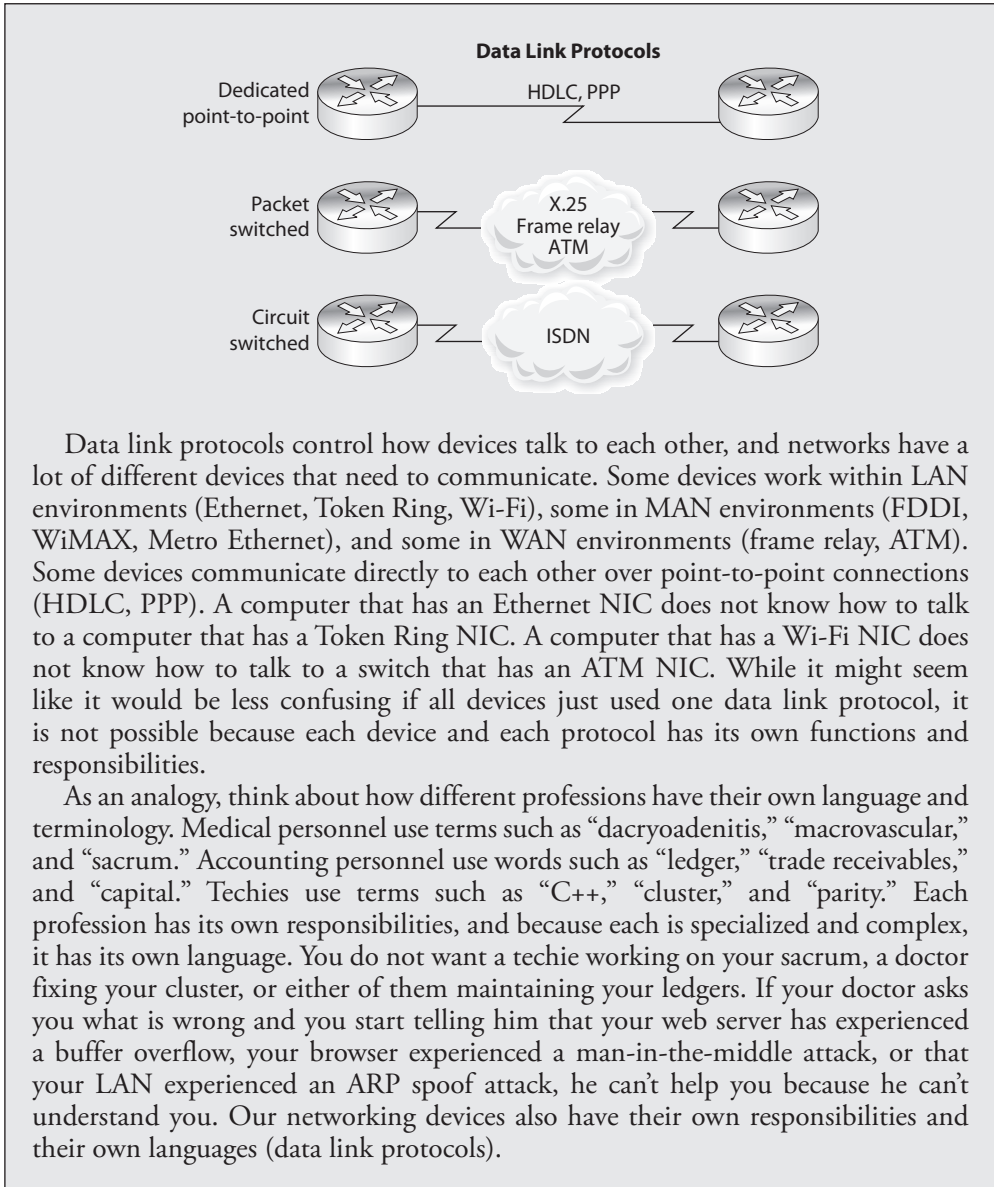 Data Link Protocols
Dedicated
point-to-point
HDLC, PPP
Packet
switched
X.25
Frame relay
ATM
Circuit
switched
ISDN
Data link protocols control how devices talk to each other, and networks have a
lot of different devices that need to communicate. Some devices work within LAN
environments (Ethernet, Token Ring, Wi-Fi), some in MAN environments (FDDI,
WiMAX, Metro Ethernet), and some in WAN environments (frame relay, ATM).
Some devices communicate directly to each other over point-to-point connections
(HDLC, PPP). A computer that has an Ethernet NIC does not know how to talk
to a computer that has a Token Ring NIC. A computer that has a Wi-Fi NIC does
not know how to talk to a switch that has an ATM NIC. While it might seem
like it would be less confusing if all devices just used one data link protocol, it
is not possible because each device and each protocol has its own functions and
responsibilities.
As an analogy, think about how different professions have their own language and
terminology. Medical personnel use terms such as “dacryoadenitis,” “macrovascular,”
and “sacrum.” Accounting personnel use words such as “ledger,” “trade receivables,”
and “capital.” Techies use terms such as “C++,” “cluster,” and “parity.” Each
profession has its own responsibilities, and because each is specialized and complex,
it has its own language. You do not want a techie working on your sacrum, a doctor
fixing your cluster, or either of them maintaining your ledgers. If your doctor asks
you what is wrong and you start telling him that your web server has experienced
a buffer overflow, your browser experienced a man-in-the-middle attack, or that
your LAN experienced an ARP spoof attack, he can’t help you because he can’t
understand you. Our networking devices also have their own responsibilities and
their own languages (data link protocols).